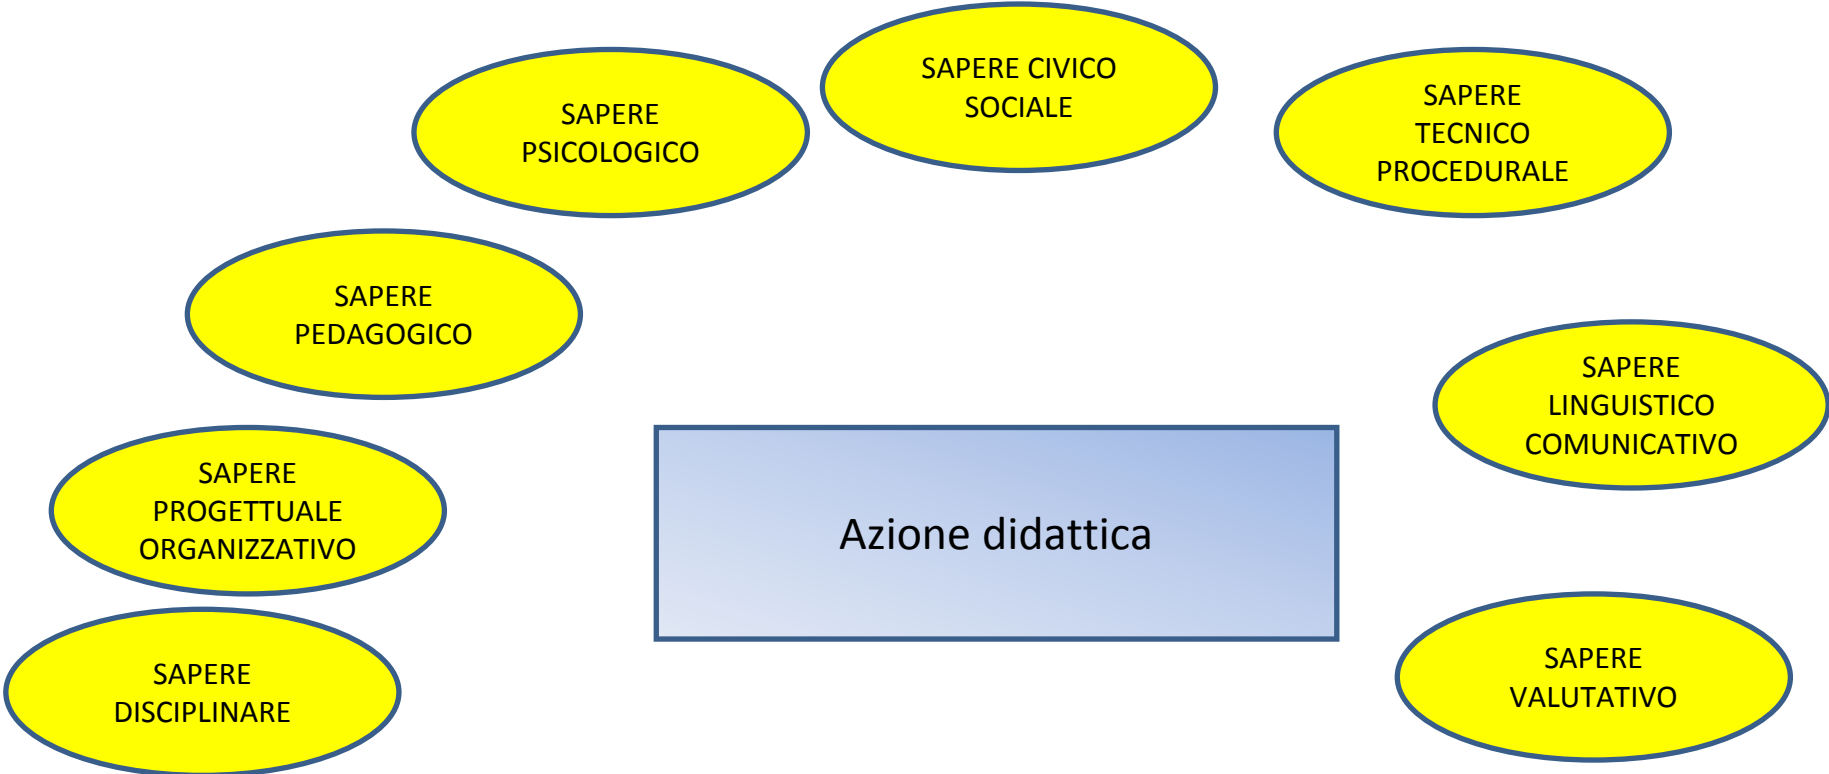 SAPERE CIVICO
SOCIALE
SAPERE
PSICOLOGICO
SAPERE
TECNICO
PROCEDURALE
SAPERE
PEDAGOGICO
SAPERE
LINGUISTICO
COMUNICATIVO
SAPERE
PROGETTUALE
ORGANIZZATIVO
Azione didattica
SAPERE
DISCIPLINARE
SAPERE
VALUTATIVO